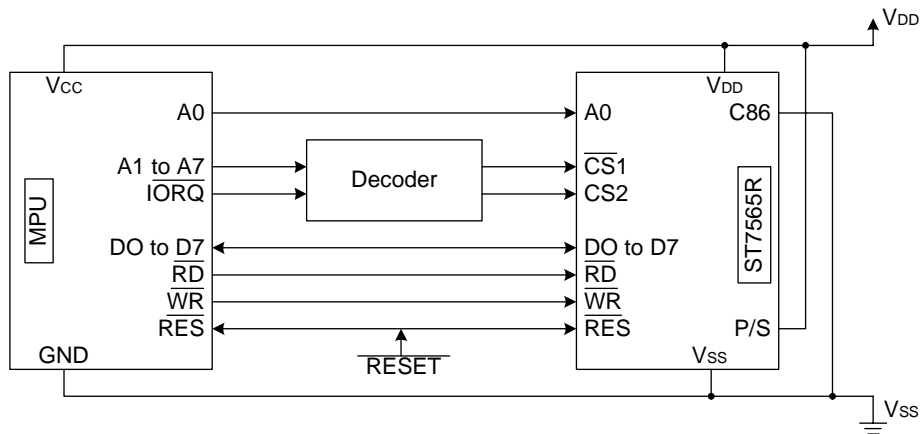 VDD
VCC
VDD
A0
A0
C86
A1 to A7
Decoder
CS1
IORQ
CS2
MPU
ST7565R
DO to D7
DO to D7
RD
RD
WR
WR
RES
RES
P/S
GND
RESET
VSS
VSS